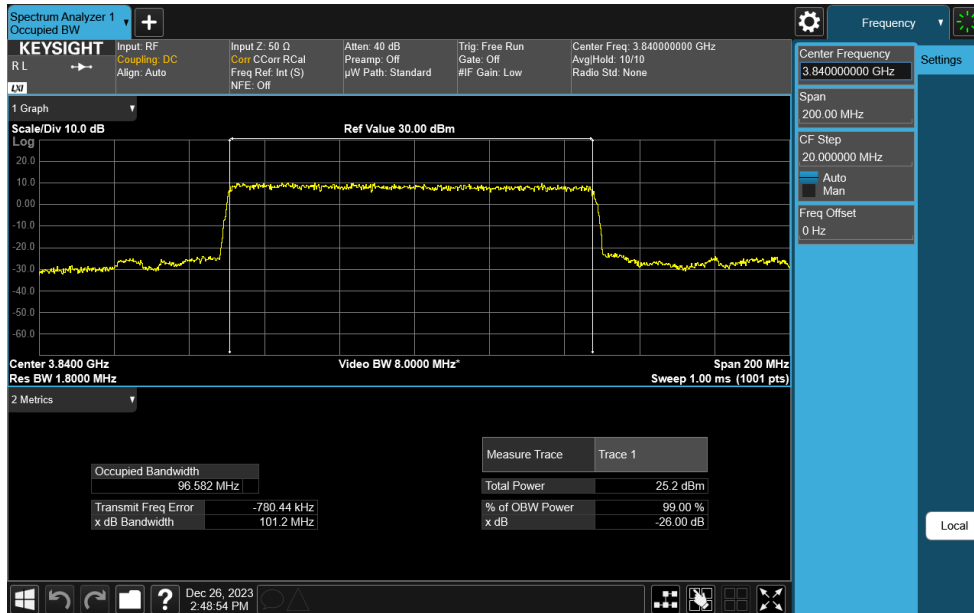 Spectrum Analyzer 1
Occupied BW
Frequency
KEYSIGHT
R L
LXI
Input: RF
Coupling: DC
Align: Auto
Input Z: 50 Ω
Corr CCorr RCal
Freq Ref: Int (S)
NFE: Off
Atten: 40 dB
Preamp: Off
µW Path: Standard
Trig: Free Run
Gate: Off
#IF Gain: Low
Center Freq: 3.840000000 GHz
Avg|Hold: 10/10
Radio Std: None
Center Frequency
3.840000000 GHz
Settings
Span
200.00 MHz
CF Step
20.000000 MHz
Auto
Man
Freq Offset
0 Hz
Local
1 Graph
Scale/Div 10.0 dB
Ref Value 30.00 dBm
Log
20.0
10.0
0.00
-10.0
-20.0
-30.0
-40.0
-50.0
-60.0
Center 3.8400 GHz
Video BW 8.0000 MHz*
Span 200 MHz
Res BW 1.8000 MHz
Sweep 1.00 ms (1001 pts)
2 Metrics
Measure Trace
Trace 1
Occupied Bandwidth
96.582 MHz
Total Power
25.2 dBm
Transmit Freq Error
-780.44 kHz
% of OBW Power
99.00 %
x dB Bandwidth
101.2 MHz
x dB
-26.00 dB
?
Dec 26, 2023
2:48:54 PM